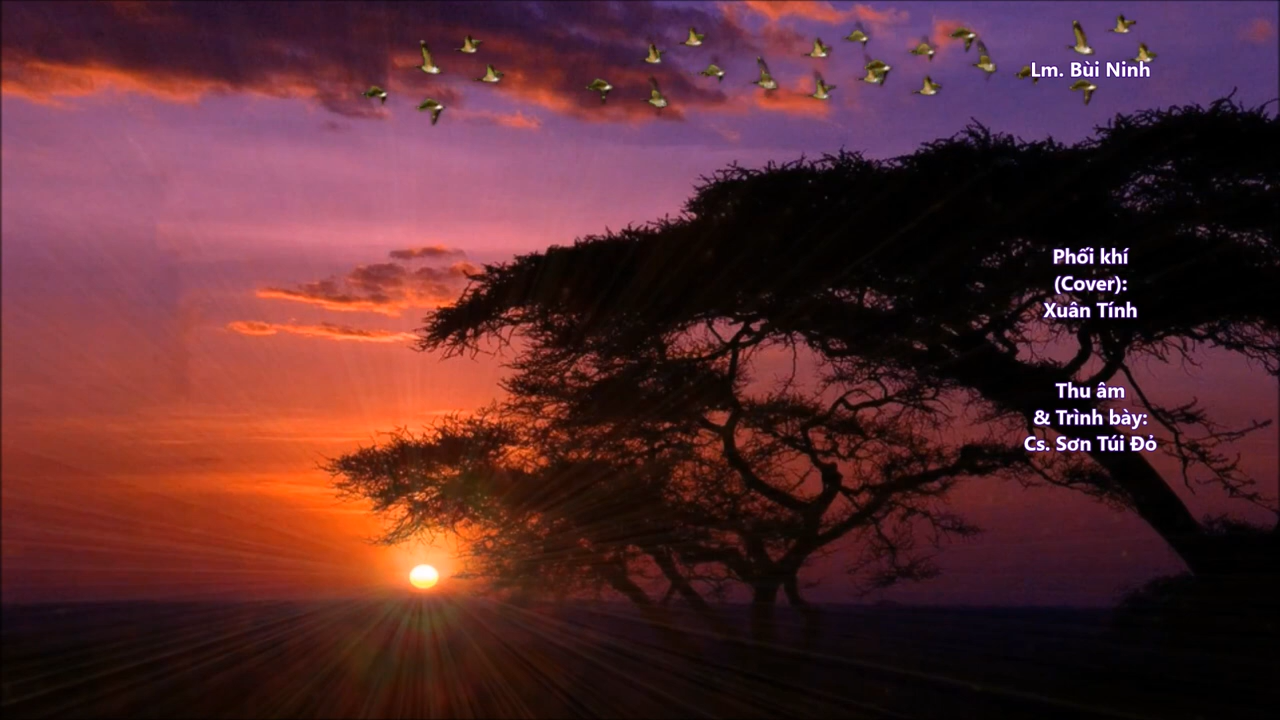 Lm. Bùi Ninh
Phối khí
(Cover):
Xuân Tính
Thu âm
& Trình bày:
Cs. Sơn Túi Đỏ